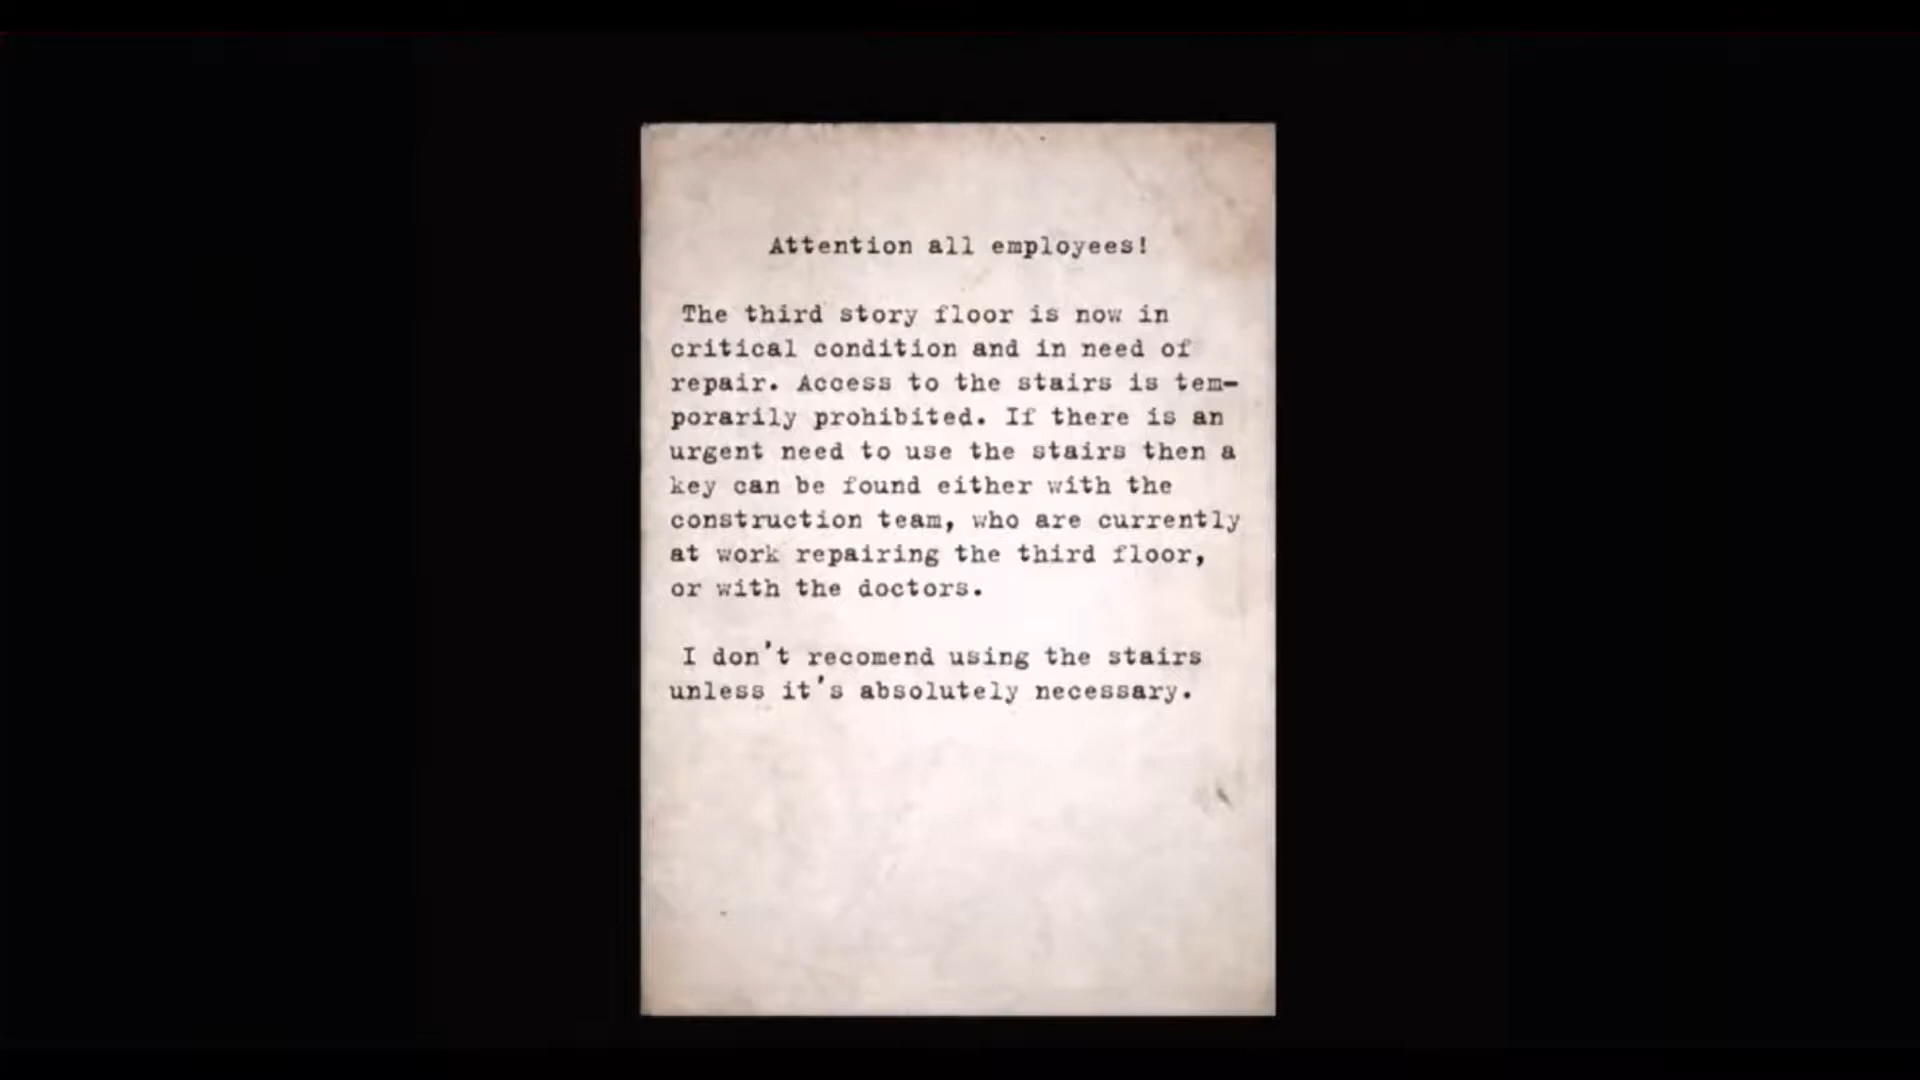 Attention all employees!
The third story floor is now in
critical condition and in need of
repair. Access to the stairs is tem-
porarily prohibited. If there is an
urgent need to use the stairs then a
key can be found either with the
construction team, who are currently
at work repairing the third floor,
or with the doctors.
I don't recomend using the stairs
unless it's absolutely necessary.